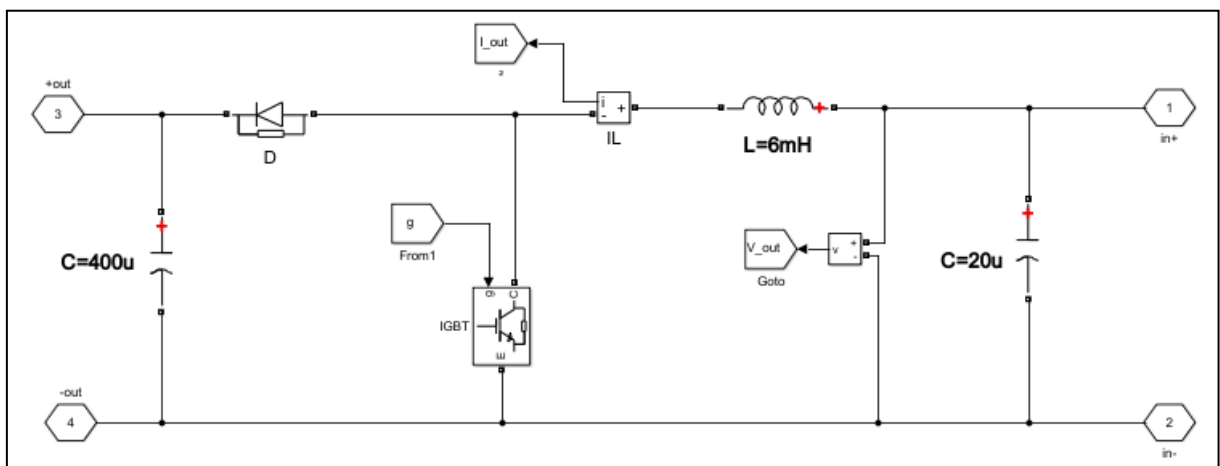 I_out
2
+out
3
i
+
-
IL
D
L=6mH
1
in+
g
From1
C=400u
V_out
v
+
-
Goto
C=20u
g
C
IGBT
E
-out
4
2
in-